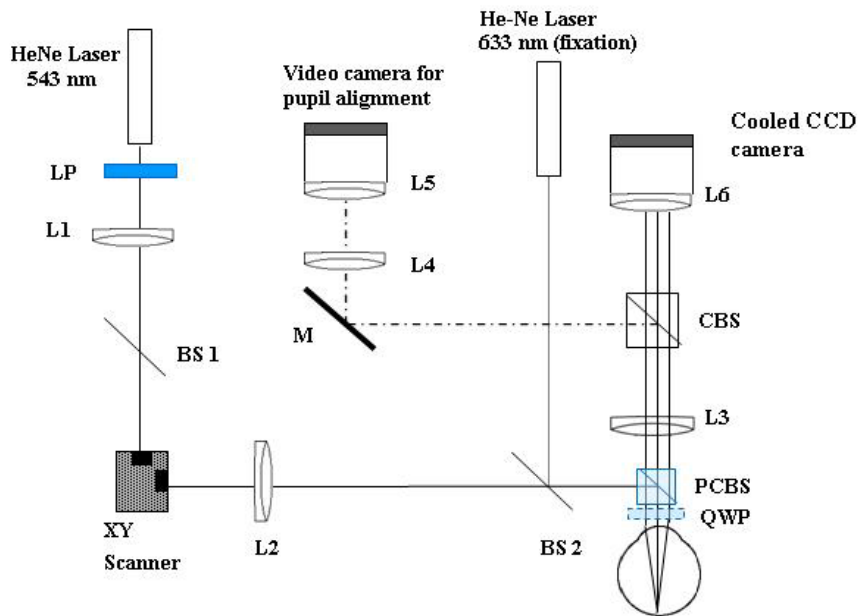 He-Ne Laser
633 nm (fixation)
HeNe Laser
543 nm
Video camera for
pupil alignment
Cooled CCD
camera
LP
L5
L6
L1
L4
CBS
M
BS 1
L3
PCBS
QWP
XY
Scanner
L2
BS 2